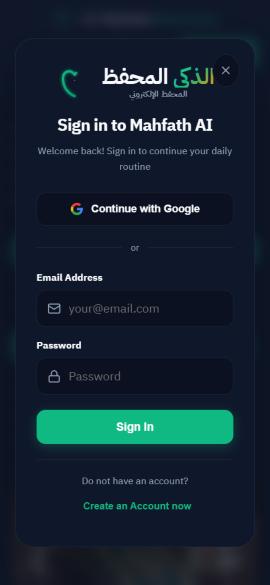 المحفظ الذكي
المحفظ الإلكتروني
Sign in to Mahfath AI
Welcome back! Sign in to continue your daily
routine
Continue with Google
or
Email Address
your@email.com
Password
Password
Sign In
Do not have an account?
Create an Account now